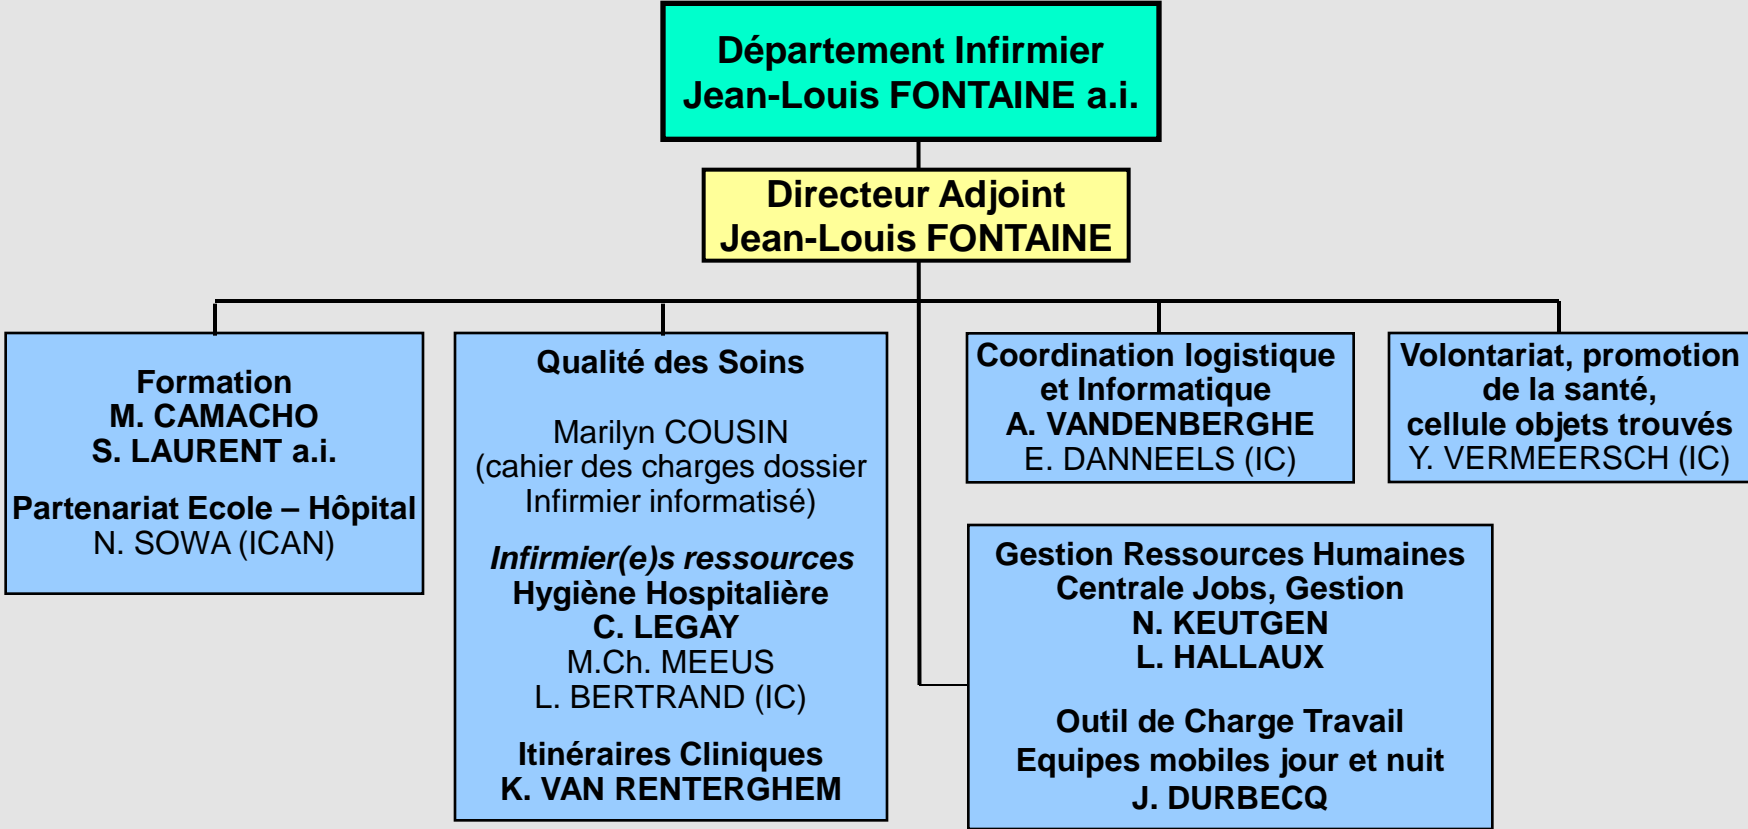 Département Infirmier
Jean-Louis FONTAINE a.i.
Directeur Adjoint
Jean-Louis FONTAINE
Formation
M. CAMACHO
S. LAURENT a.i.
Partenariat Ecole – Hôpital
N. SOWA (ICAN)
Qualité des Soins
Marilyn COUSIN
(cahier des charges dossier
Infirmier informatisé)
Infirmier(e)s ressources
Hygiène Hospitalière
C. LEGAY
M.Ch. MEEUS
L. BERTRAND (IC)
Itinéraires Cliniques
K. VAN RENTERGHEM
Coordination logistique
et Informatique
A. VANDENBERGHE
E. DANNEELS (IC)
Volontariat, promotion
de la santé,
cellule objets trouvés
Y. VERMEERSCH (IC)
Gestion Ressources Humaines
Centrale Jobs, Gestion
N. KEUTGEN
L. HALLAUX
Outil de Charge Travail
Equipes mobiles jour et nuit
J. DURBECQ